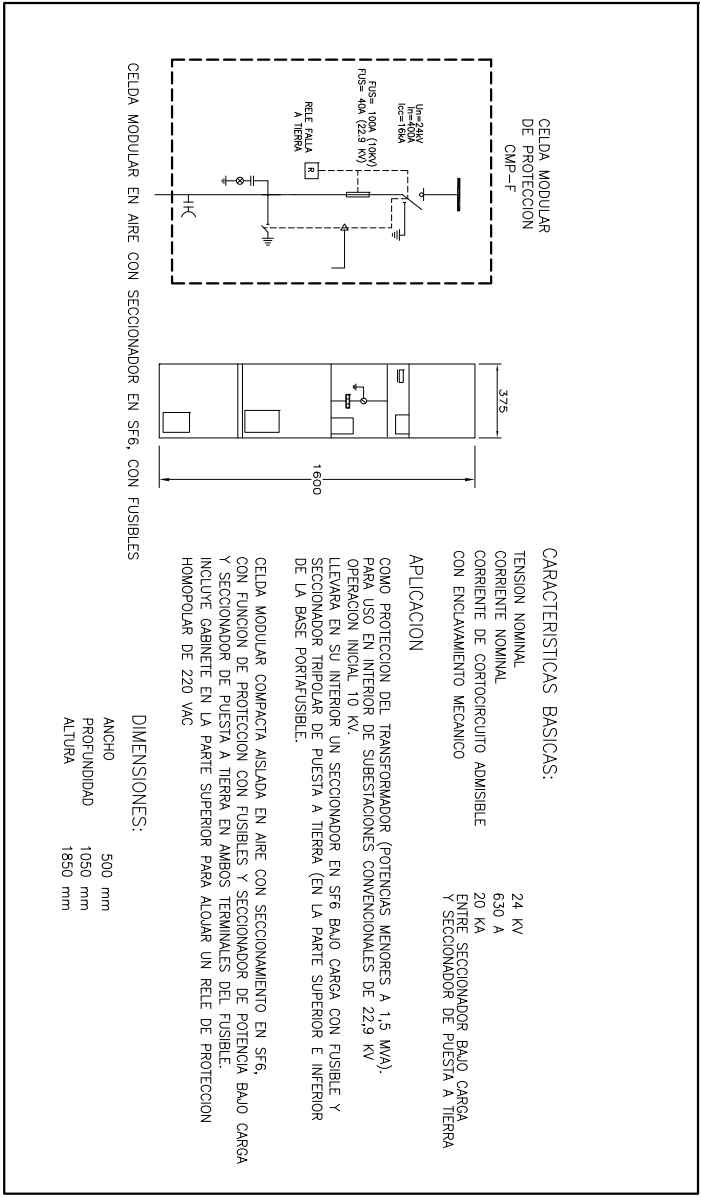 CELDA MODULAR
DE PROTECCION
CMP-F
Un=24kV
In=400A
Icc=16kA
FUS= 100A (10KV)
FUS= 40A (22.9 KV)
RELE FALLA
A TIERRA
R
CELDA MODULAR EN AIRE CON SECCIONADOR EN SF6, CON FUSIBLES
375
1600
CARACTERISTICAS BASICAS:
TENSION NOMINAL 24 KV
CORRIENTE NOMINAL 630 A
CORRIENTE DE CORTOCIRCUITO ADMISIBLE 20 KA
CON ENCLAVAMIENTO MECANICO ENTRE SECCIONADOR BAJO CARGA
Y SECCIONADOR DE PUESTA A TIERRA
APLICACION
COMO PROTECCION DEL TRANSFORMADOR (POTENCIAS MENORES A 1,5 MVA).
PARA USO EN INTERIOR DE SUBESTACIONES CONVENCIONALES DE 22,9 KV
OPERACION INICIAL 10 KV.
LLEVARA EN SU INTERIOR UN SECCIONADOR EN SF6 BAJO CARGA CON FUSIBLE Y
SECCIONADOR TRIPOLAR DE PUESTA A TIERRA (EN LA PARTE SUPERIOR E INFERIOR
DE LA BASE PORTAFUSIBLE.
CELDA MODULAR COMPACTA AISLADA EN AIRE CON SECCIONAMIENTO EN SF6,
CON FUNCION DE PROTECCION CON FUSIBLES Y SECCIONADOR DE POTENCIA BAJO CARGA
Y SECCIONADOR DE PUESTA A TIERRA EN AMBOS TERMINALES DEL FUSIBLE.
INCLUYE GABINETE EN LA PARTE SUPERIOR PARA ALOJAR UN RELE DE PROTECCION
HOMOPOLAR DE 220 VAC
DIMENSIONES:
ANCHO 500 mm
PROFUNDIDAD 1050 mm
ALTURA 1850 mm